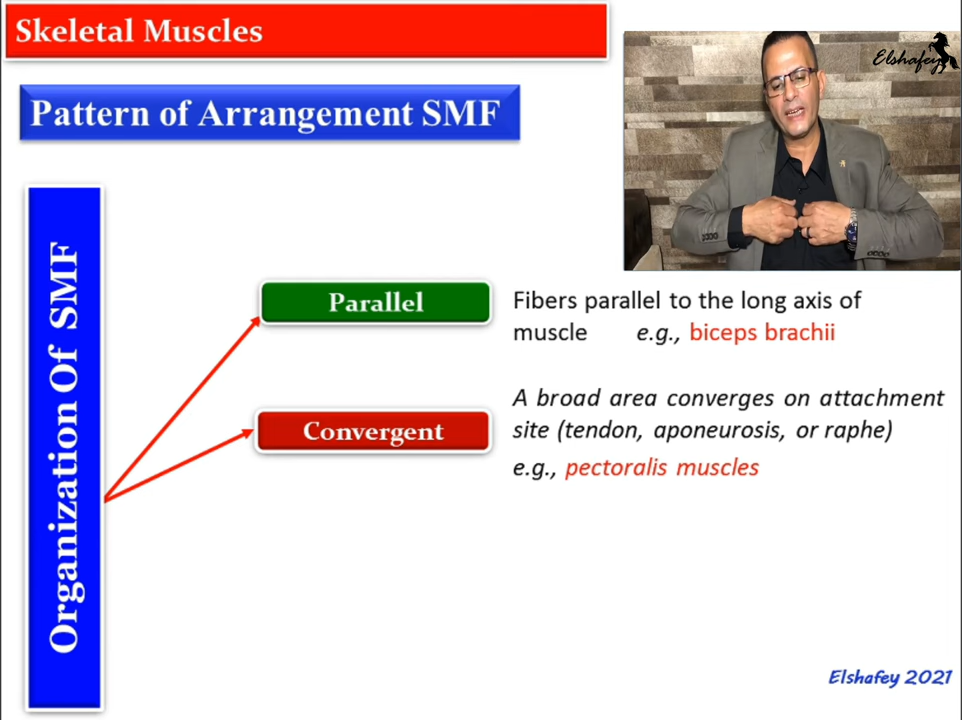 Skeletal Muscles
Elshafey
Pattern of Arrangement SMF
Organization Of SMF
Parallel
Fibers parallel to the long axis of
muscle e.g., biceps brachii
Convergent
A broad area converges on attachment
site (tendon, aponeurosis, or raphe)
e.g., pectoralis muscles
Elshafey 2021